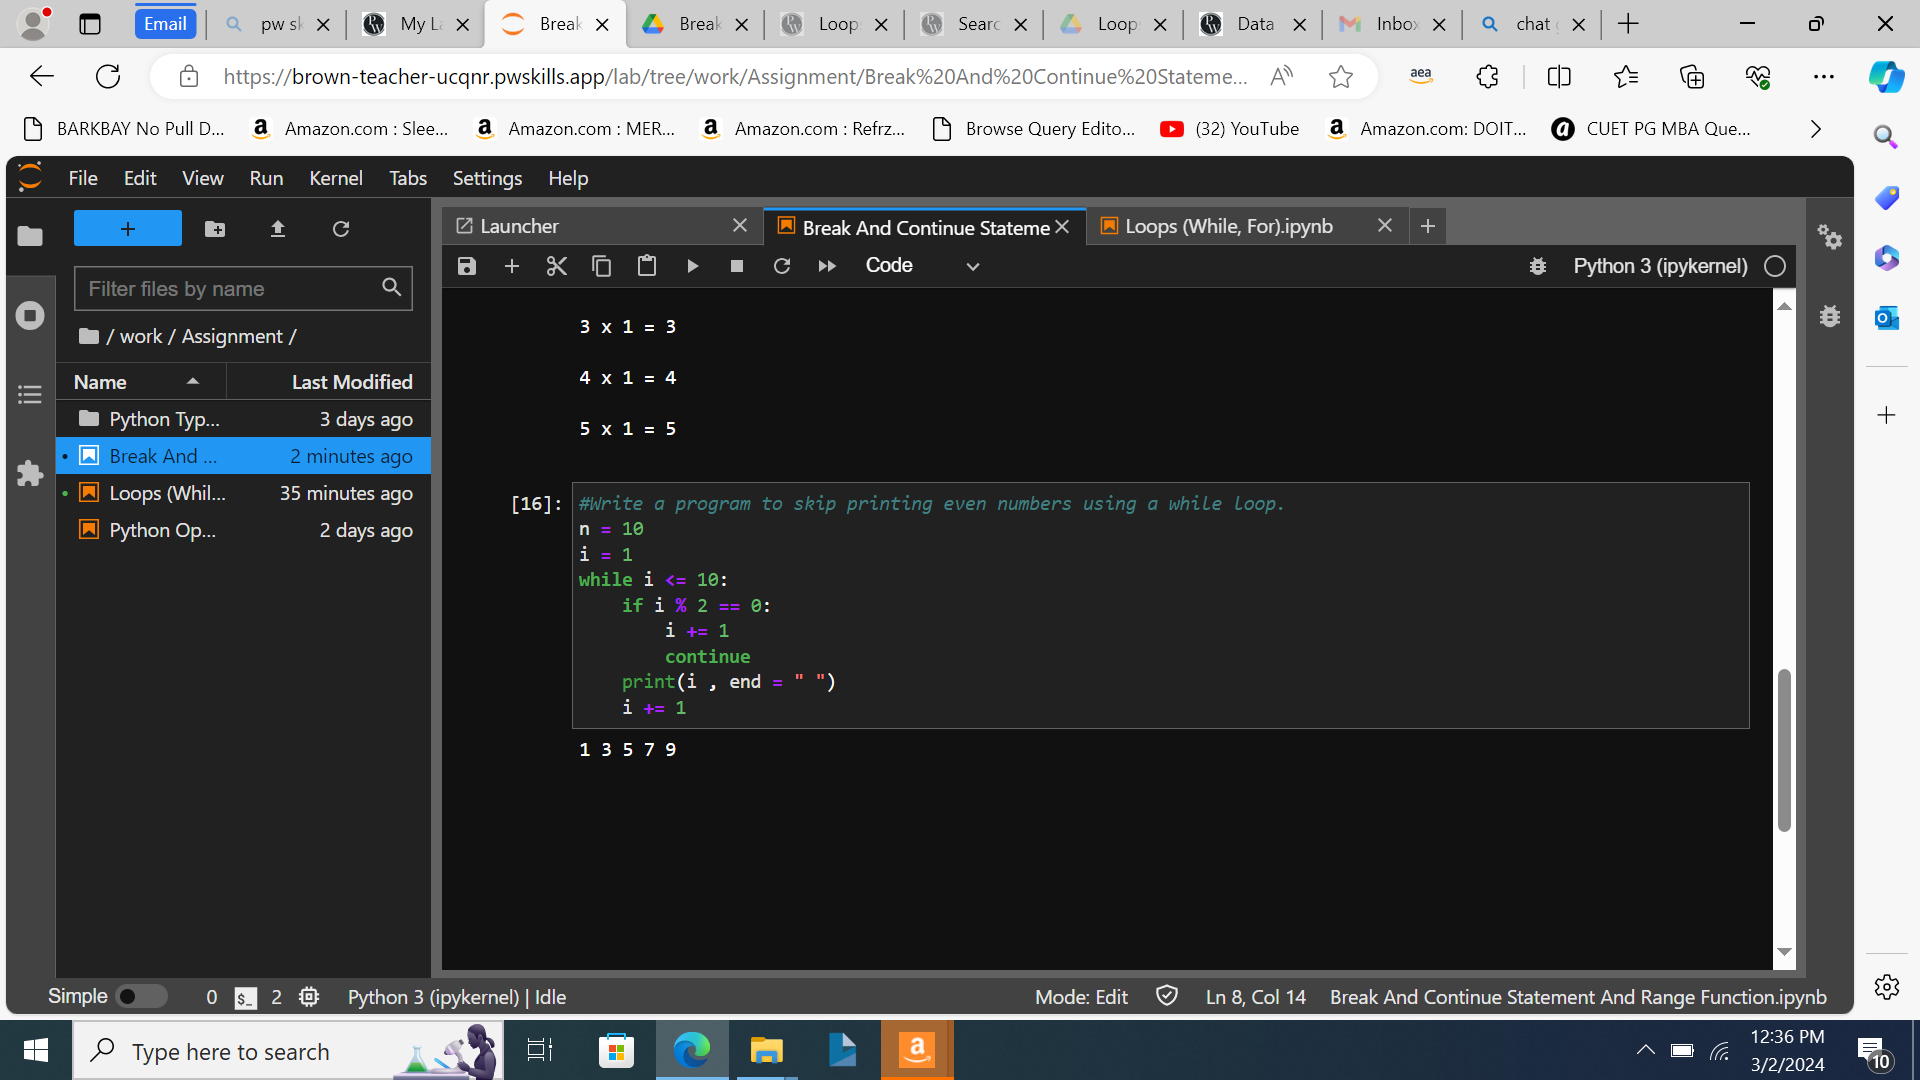 Email
pw sk
My La
Break
Break
Loop
Searc
Loop
Data
Inbox
chat
https://brown-teacher-ucqnr.pwskills.app/lab/tree/work/Assignment/Break%20And%20Continue%20Stateme...
aea
BARKBAY No Pull D...
Amazon.com : Slee...
Amazon.com : MER...
Amazon.com : Refrz...
Browse Query Edito...
(32) YouTube
Amazon.com: DOIT...
CUET PG MBA Que...
File Edit View Run Kernel Tabs Settings Help
Launcher
Break And Continue Stateme
Loops (While, For).ipynb
Code
Python 3 (ipykernel)
Filter files by name
/ work / Assignment /
Name Last Modified
Python Typ... 3 days ago
Break And ... 2 minutes ago
Loops (Whil... 35 minutes ago
Python Op... 2 days ago
3 x 1 = 3
4 x 1 = 4
5 x 1 = 5
[16]: #Write a program to skip printing even numbers using a while loop.
n = 10
i = 1
while i <= 10:
    if i % 2 == 0:
        i += 1
        continue
    print(i , end = " ")
    i += 1
1 3 5 7 9
Simple 0 $_ 2 Python 3 (ipykernel) | Idle
Mode: Edit Ln 8, Col 14 Break And Continue Statement And Range Function.ipynb
Type here to search
12:36 PM
3/2/2024
10